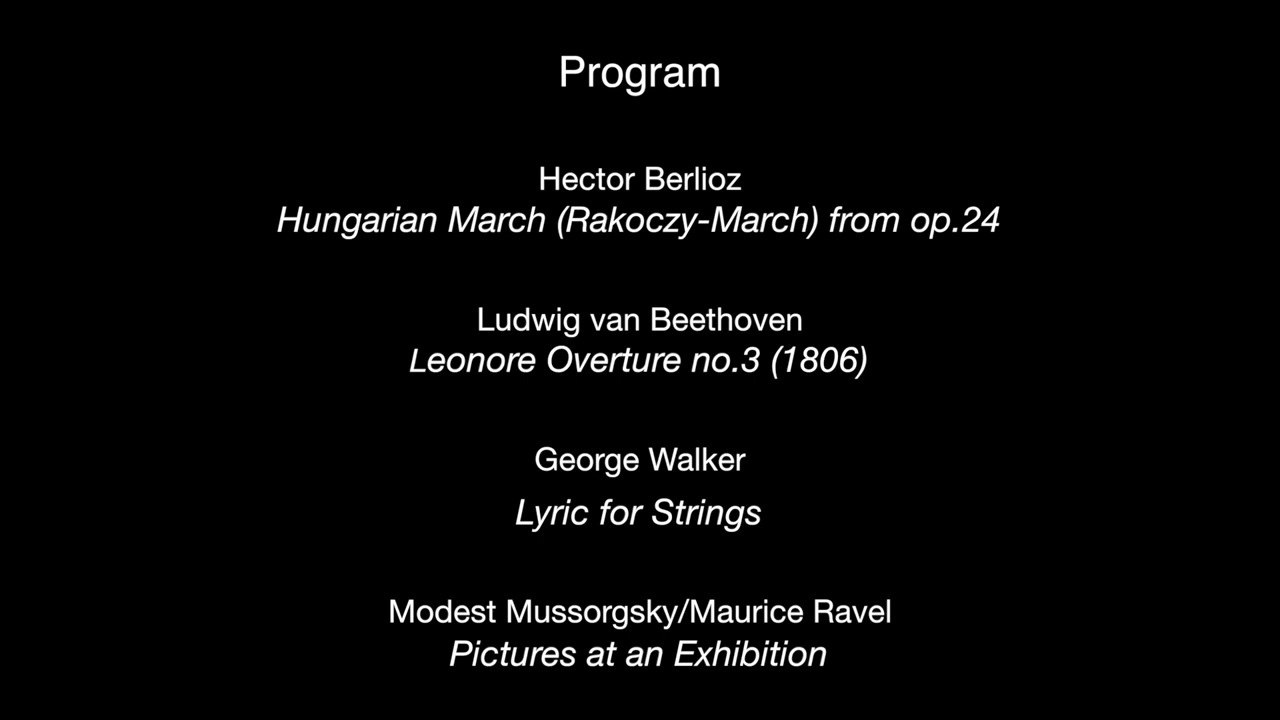 Program
Hector Berlioz
Hungarian March (Rakoczy-March) from op.24
Ludwig van Beethoven
Leonore Overture no.3 (1806)
George Walker
Lyric for Strings
Modest Mussorgsky/Maurice Ravel
Pictures at an Exhibition